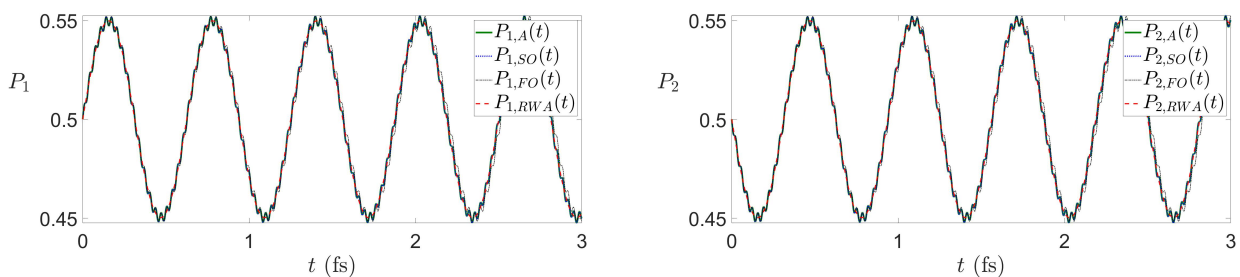 0.55
P₁,A(t)
P₁,SO(t)
P₁,FO(t)
P₁,RWA(t)
P₁
0.5
0.45
0 1 2 3
t (fs)
0.55
P₂,A(t)
P₂,SO(t)
P₂,FO(t)
P₂,RWA(t)
P₂
0.5
0.45
0 1 2 3
t (fs)